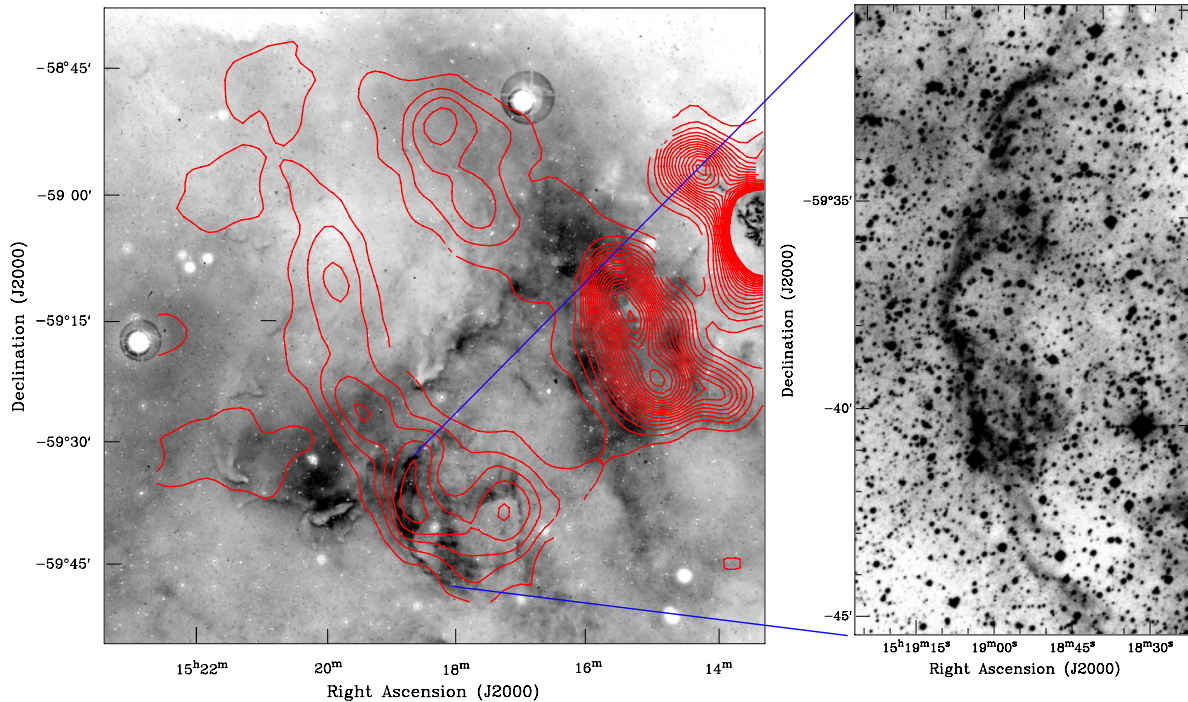 −58°45′
59 00′
−59°15′
−59°30′
−59°45′
Declination (J2000)
15ʰ22ᵐ
20ᵐ
18ᵐ
16ᵐ
14ᵐ
Right Ascension (J2000)
−59°35′
−40′
−45′
Declination (J2000)
15ʰ19ᵐ15ˢ
19ᵐ00ˢ
18ᵐ45ˢ
18ᵐ30ˢ
Right Ascension (J2000)